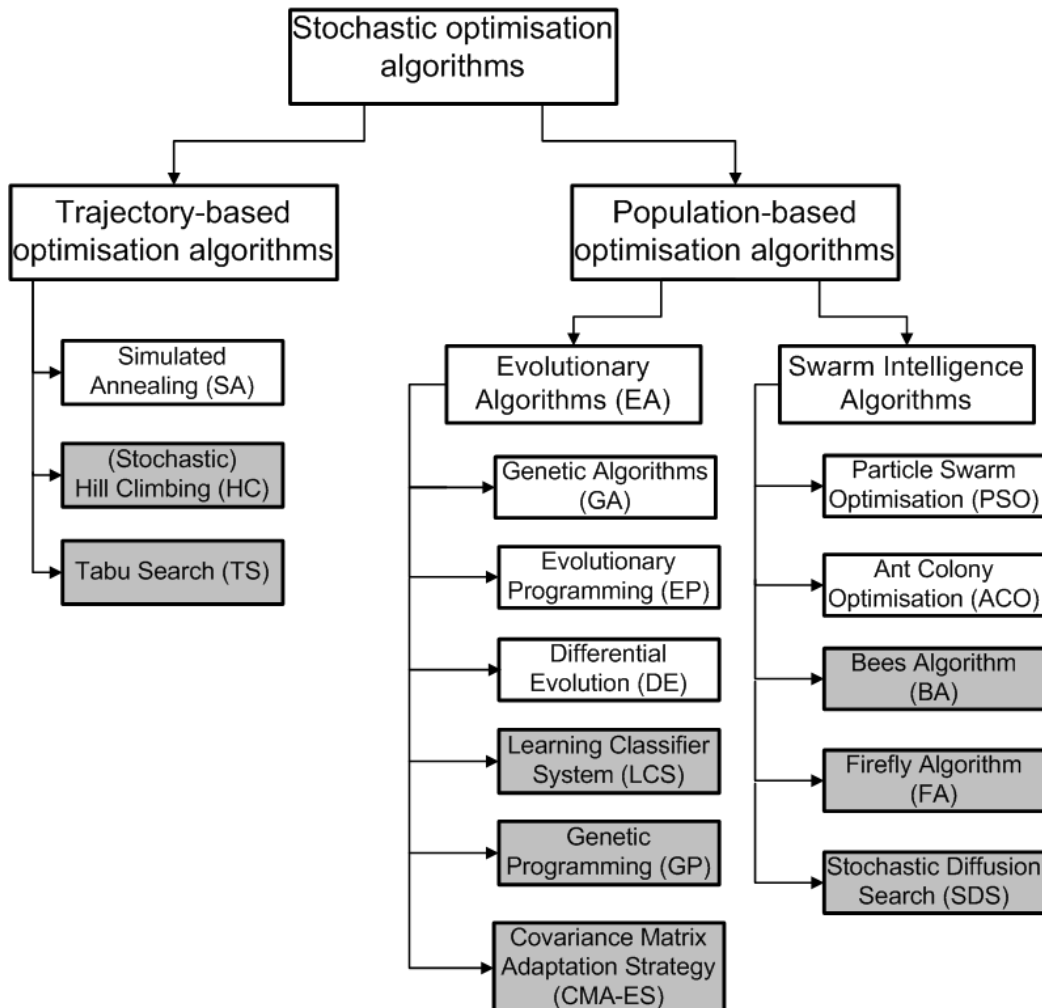 Stochastic optimisation
algorithms
Trajectory-based
optimisation algorithms
Population-based
optimisation algorithms
Simulated
Annealing (SA)
(Stochastic)
Hill Climbing (HC)
Tabu Search (TS)
Evolutionary
Algorithms (EA)
Genetic Algorithms
(GA)
Evolutionary
Programming (EP)
Differential
Evolution (DE)
Learning Classifier
System (LCS)
Genetic
Programming (GP)
Covariance Matrix
Adaptation Strategy
(CMA-ES)
Swarm Intelligence
Algorithms
Particle Swarm
Optimisation (PSO)
Ant Colony
Optimisation (ACO)
Bees Algorithm
(BA)
Firefly Algorithm
(FA)
Stochastic Diffusion
Search (SDS)